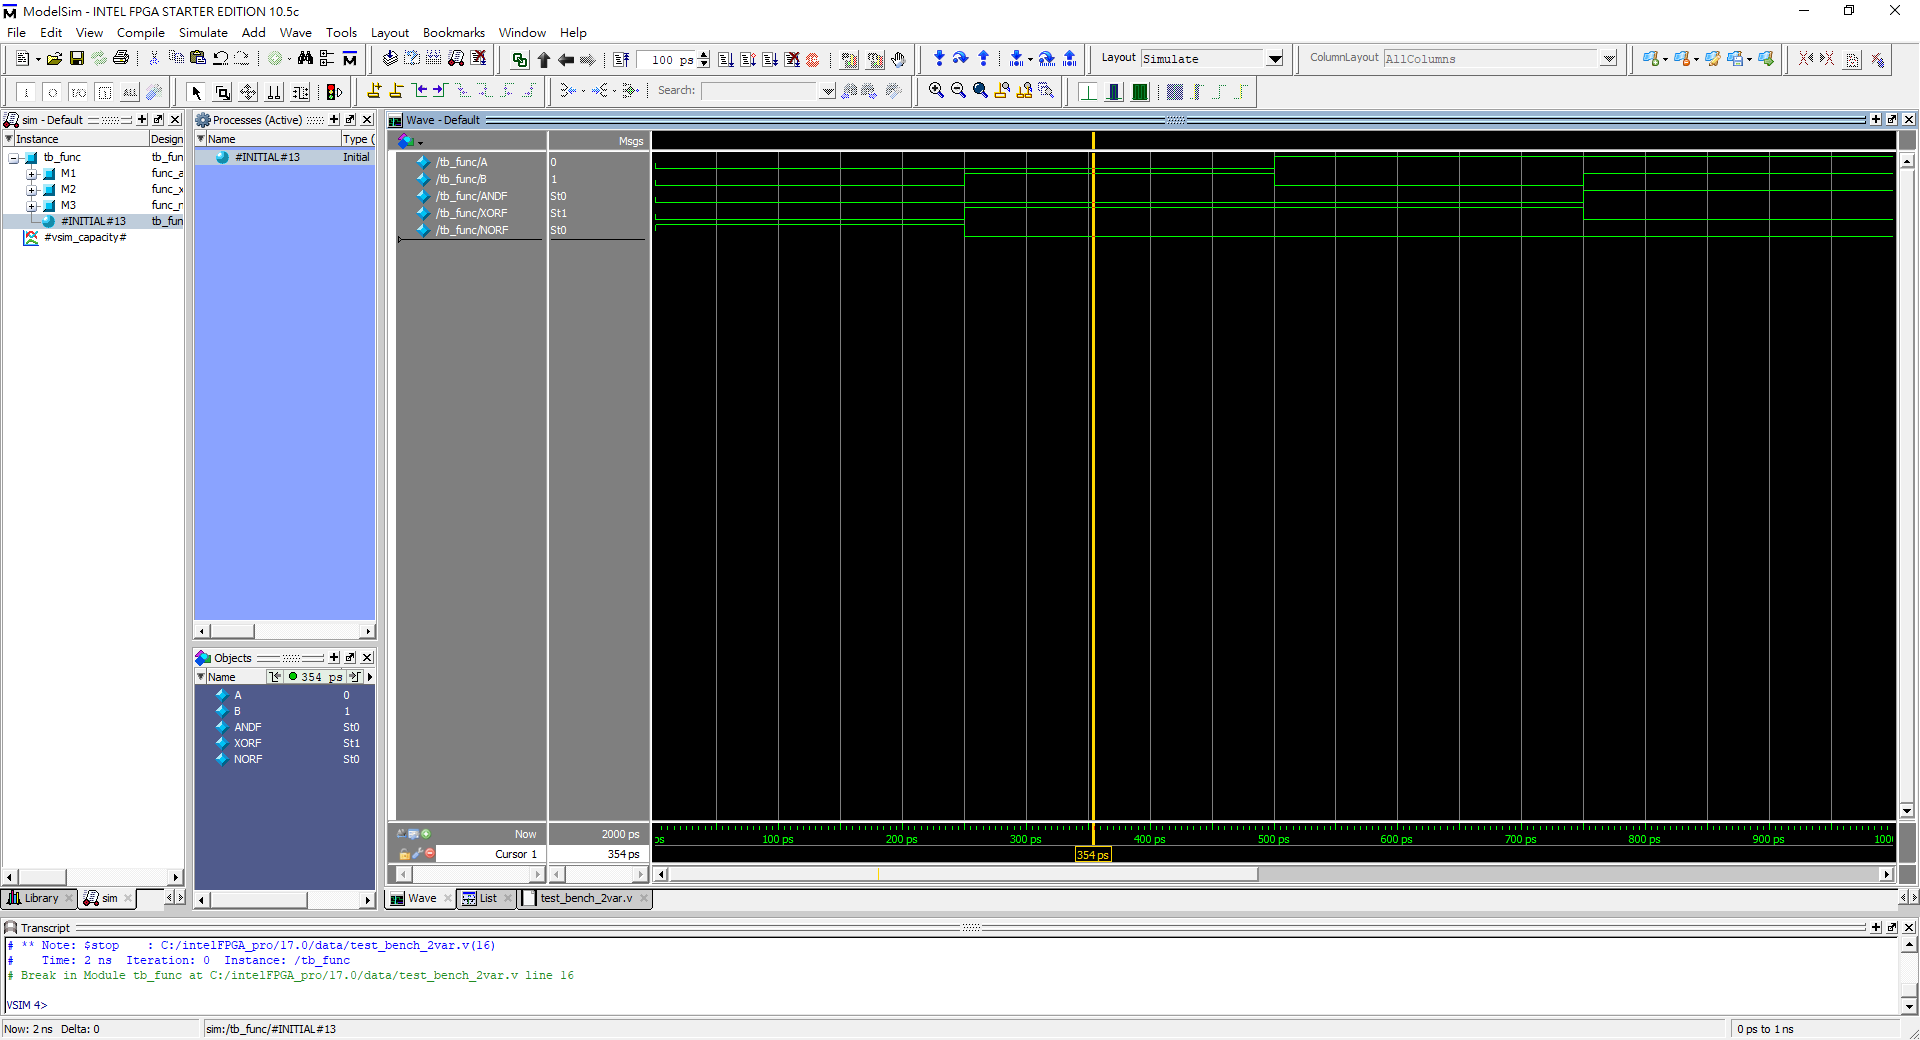 ModelSim - INTEL FPGA STARTER EDITION 10.5c
File Edit View Compile Simulate Add Wave Tools Layout Bookmarks Window Help
100 ps
Layout Simulate
ColumnLayout AllColumns
Search:
sim - Default
Instance Design
tb_func tb_fun
M1 func_a
M2 func_x
M3 func_n
#INITIAL#13 tb_fun
#vsim_capacity#
Library sim
Processes (Active)
Name Type (
#INITIAL#13 Initial
Objects
Name 354 ps
A 0
B 1
ANDF St0
XORF St1
NORF St0
Wave - Default
Msgs
/tb_func/A 0
/tb_func/B 1
/tb_func/ANDF St0
/tb_func/XORF St1
/tb_func/NORF St0
Now 2000 ps
ps 100 ps 200 ps 300 ps 400 ps 500 ps 600 ps 700 ps 800 ps 900 ps 100
Cursor 1 354 ps
354 ps
Wave List test_bench_2var.v
Transcript
# ** Note: $stop    : C:/intelFPGA_pro/17.0/data/test_bench_2var.v(16)
#    Time: 2 ns  Iteration: 0  Instance: /tb_func
# Break in Module tb_func at C:/intelFPGA_pro/17.0/data/test_bench_2var.v line 16
VSIM 4>
Now: 2 ns Delta: 0 sim:/tb_func/#INITIAL#13 0 ps to 1 ns